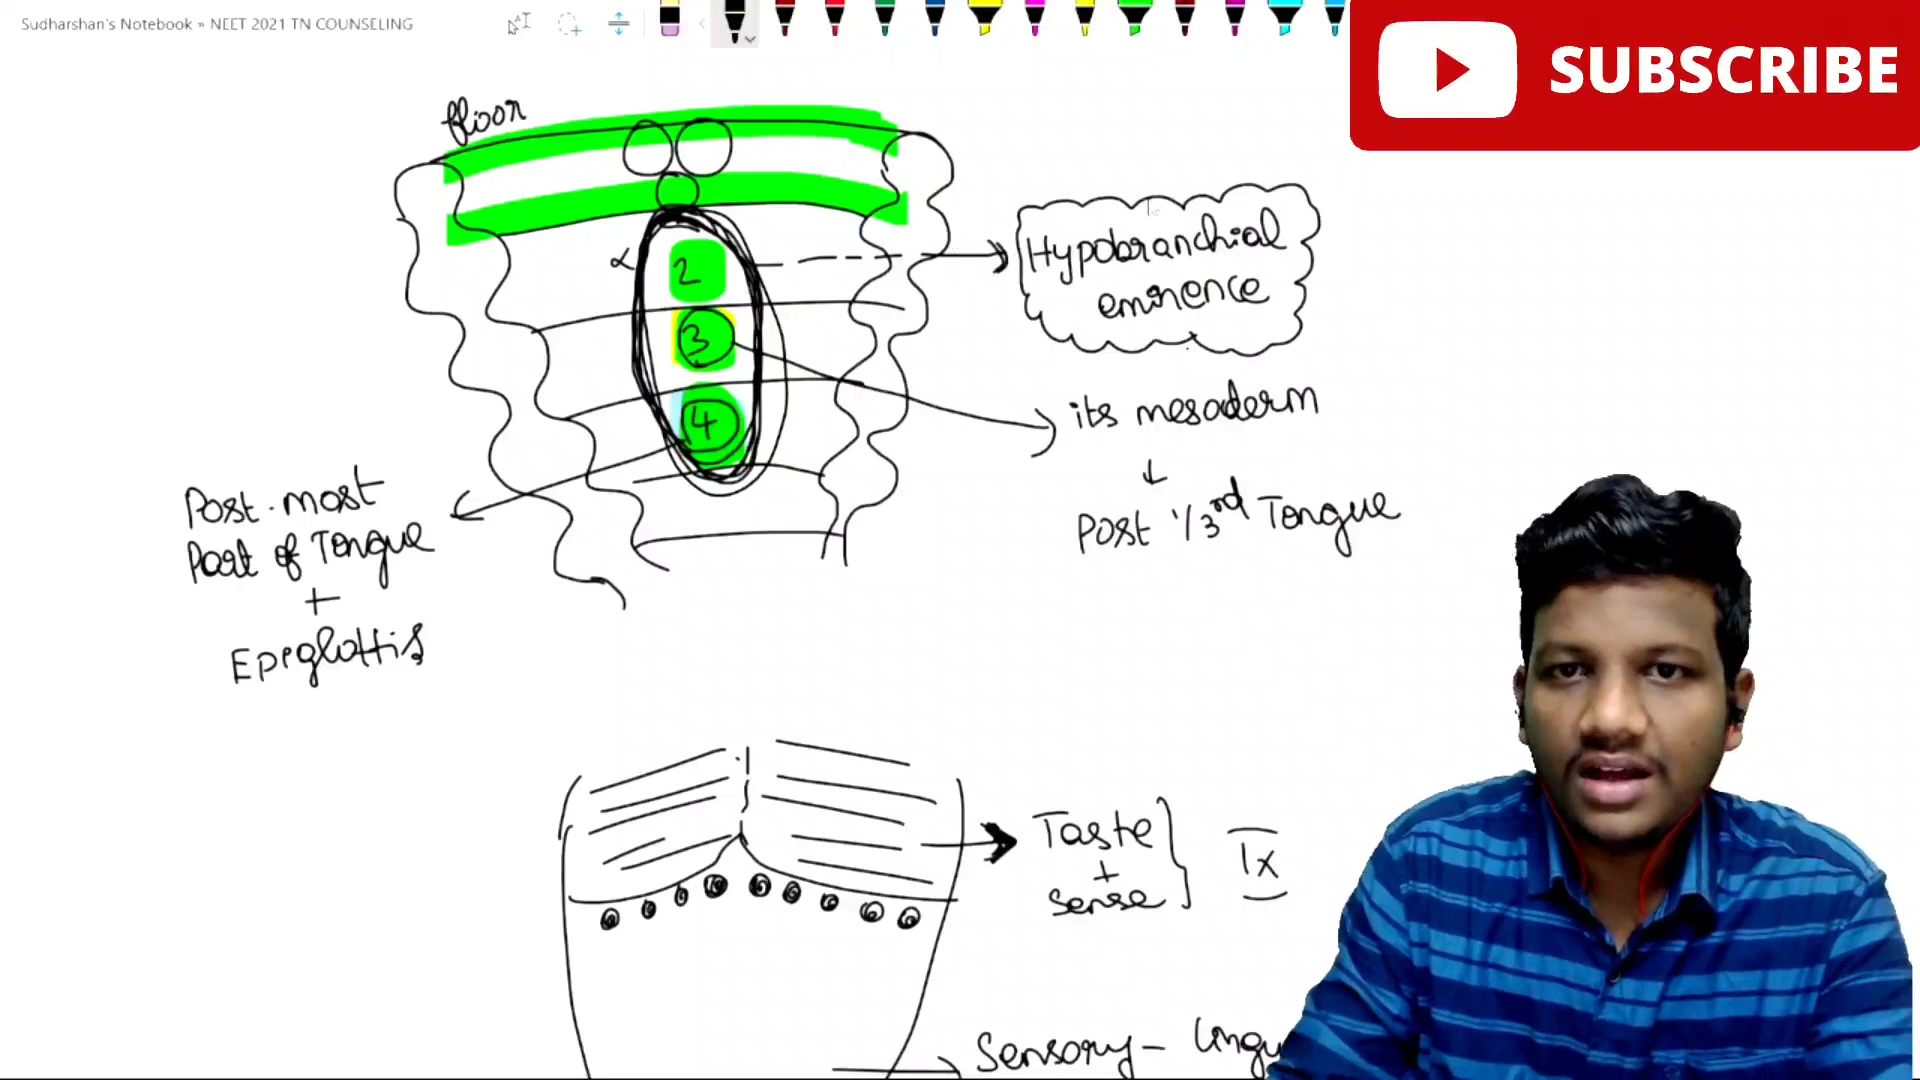 Sudharshan's Notebook » NEET 2021 TN COUNSELING
SUBSCRIBE
floor
2
3
4
Hypobranchial
eminence
its mesoderm
↓
Post 1/3rd Tongue
Post. most
Part of Tongue
+
Epiglottis
Taste
+
Sense
IX
Sensory - Lingu